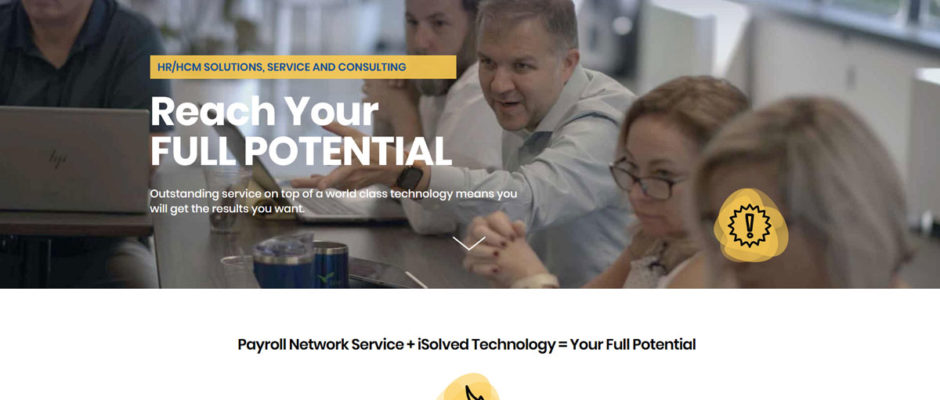 HR/HCM SOLUTIONS, SERVICE AND CONSULTING
Reach Your
FULL POTENTIAL
Outstanding service on top of a world class technology means you
will get the results you want.
hp
Payroll Network Service + iSolved Technology = Your Full Potential